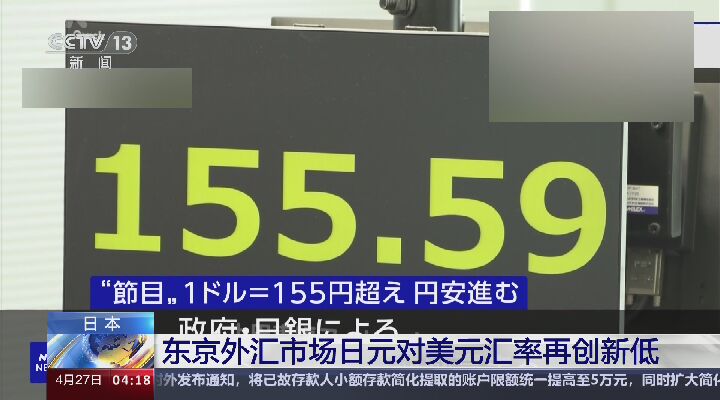 CCTV 13
新闻
155.59
“節目„ 1ドル=155円超え 円安進む
日本
政府・日銀による
东京外汇市场日元对美元汇率再创新低
4月27日 04:18
对外发布通知，将已故存款人小额存款简化提取的账户限额统一提高至5万元，同时扩大简化